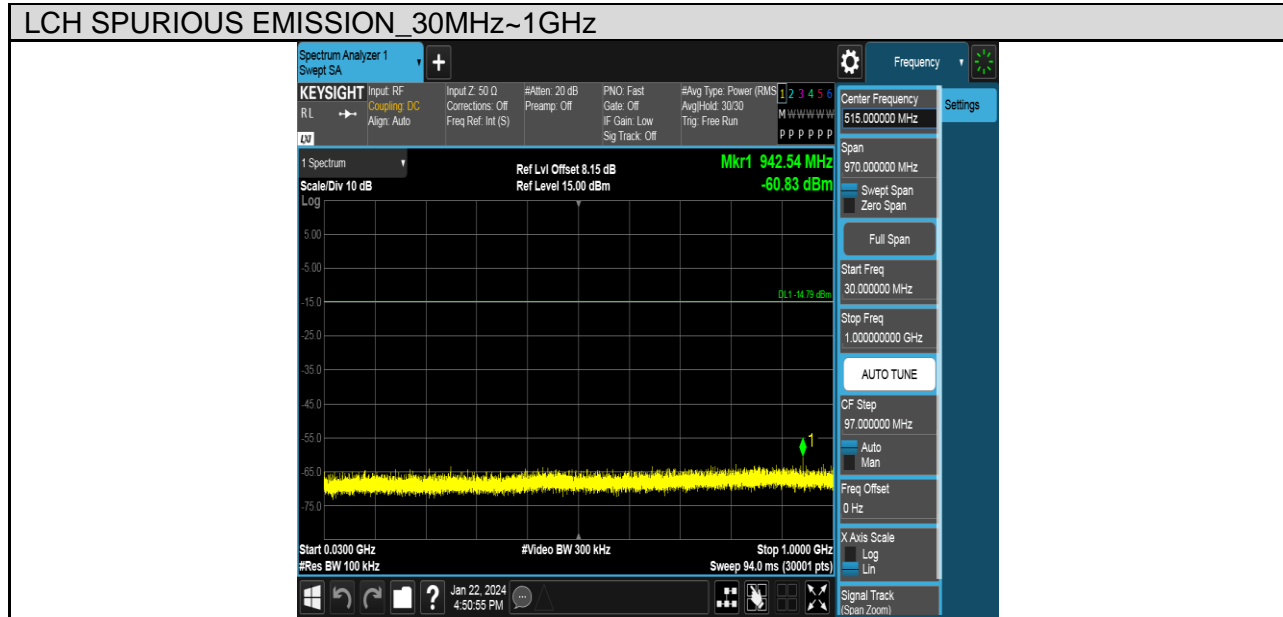 LCH SPURIOUS EMISSION_30MHz~1GHz
Spectrum Analyzer 1
Swept SA
+
Frequency
KEYSIGHT
RL
LXI
Input: RF
Coupling: DC
Align: Auto
Input Z: 50 Ω
Corrections: Off
Freq Ref: Int (S)
#Atten: 20 dB
Preamp: Off
PNO: Fast
Gate: Off
IF Gain: Low
Sig Track: Off
#Avg Type: Power (RMS
Avg|Hold: 30/30
Trig: Free Run
1 2 3 4 5 6
M W W W W W
P P P P P P
1 Spectrum
Scale/Div 10 dB
Ref Lvl Offset 8.15 dB
Ref Level 15.00 dBm
Mkr1 942.54 MHz
-60.83 dBm
Log
5.00
-5.00
DL1 -14.79 dBm
-15.0
-25.0
-35.0
-45.0
-55.0
1
-65.0
-75.0
Start 0.0300 GHz
#Res BW 100 kHz
#Video BW 300 kHz
Stop 1.0000 GHz
Sweep 94.0 ms (30001 pts)
Center Frequency
515.000000 MHz
Settings
Span
970.000000 MHz
Swept Span
Zero Span
Full Span
Start Freq
30.000000 MHz
Stop Freq
1.000000000 GHz
AUTO TUNE
CF Step
97.000000 MHz
Auto
Man
Freq Offset
0 Hz
X Axis Scale
Log
Lin
Signal Track
(Span Zoom)
?
Jan 22, 2024
4:50:55 PM